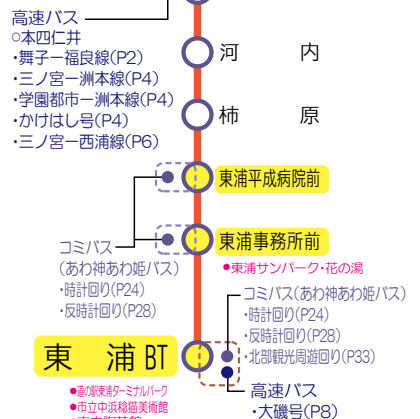 高速バス
○本四仁井
・舞子ー福良線(P2)
・三ノ宮ー洲本線(P4)
・学園都市ー洲本線(P4)
・かけはし号(P4)
・三ノ宮ー西浦線(P6)
河内
柿原
東浦平成病院前
東浦事務所前
●東浦サンパーク・花の湯
コミバス
(あわ神あわ姫バス)
・時計回り(P24)
・反時計回り(P28)
コミバス(あわ神あわ姫バス)
・時計回り(P24)
・反時計回り(P28)
・北部観光周遊回り(P33)
東浦BT
●道の駅東浦ターミナルパーク
●市立中浜稔猫美術館
高速バス
・大磯号(P8)